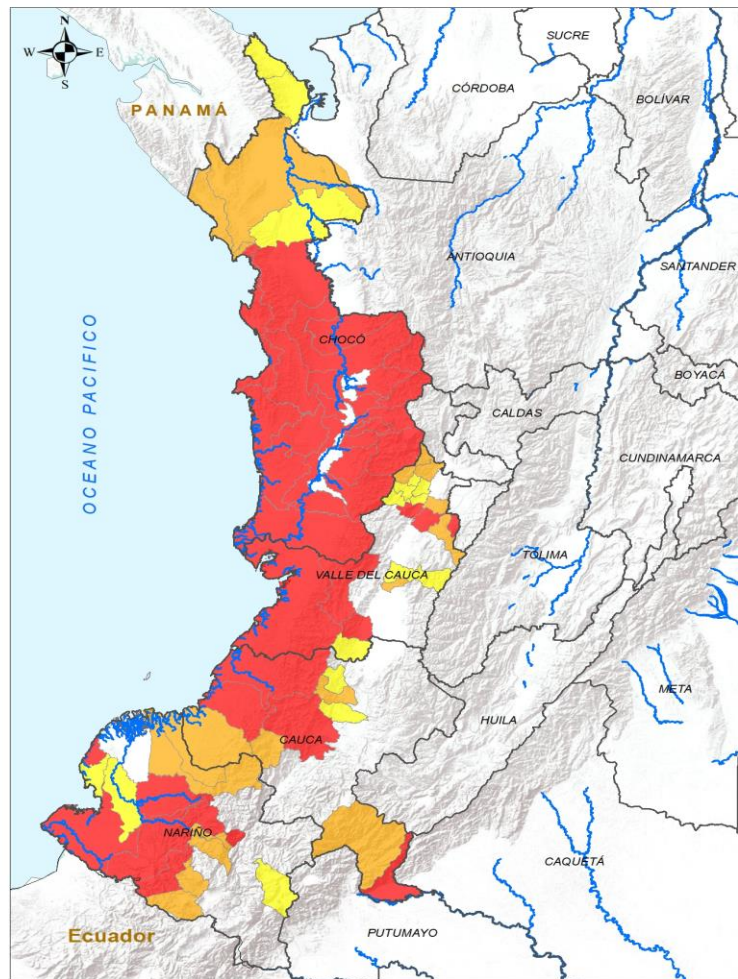 N
W E
S
SUCRE
CÓRDOBA
BOLÍVAR
PANAMÁ
ANTIOQUIA
SANTANDER
OCEANO PACIFICO
CHOCÓ
BOYACÁ
CALDAS
CUNDINAMARCA
TOLIMA
VALLE DEL CAUCA
META
HUILA
CAUCA
NARIÑO
CAQUETÁ
Ecuador
PUTUMAYO